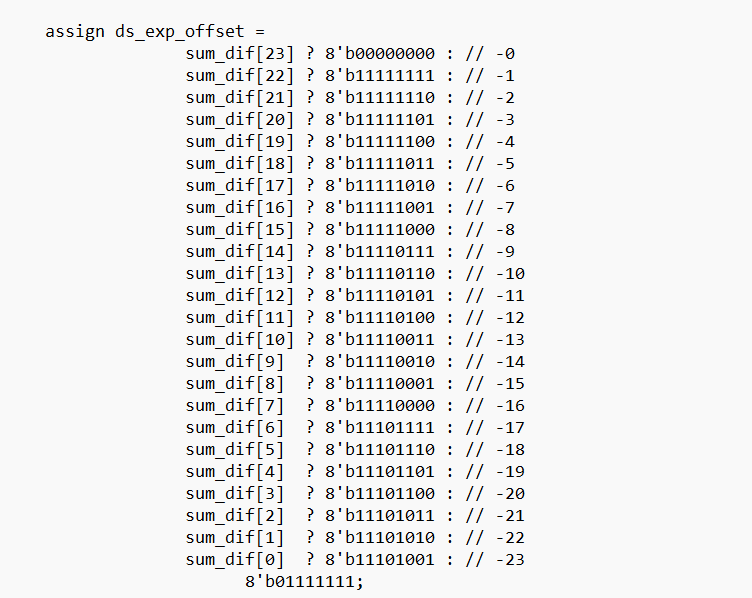 assign ds_exp_offset =
sum_dif[23] ? 8'b00000000 : // -0
sum_dif[22] ? 8'b11111111 : // -1
sum_dif[21] ? 8'b11111110 : // -2
sum_dif[20] ? 8'b11111101 : // -3
sum_dif[19] ? 8'b11111100 : // -4
sum_dif[18] ? 8'b11111011 : // -5
sum_dif[17] ? 8'b11111010 : // -6
sum_dif[16] ? 8'b11111001 : // -7
sum_dif[15] ? 8'b11111000 : // -8
sum_dif[14] ? 8'b11110111 : // -9
sum_dif[13] ? 8'b11110110 : // -10
sum_dif[12] ? 8'b11110101 : // -11
sum_dif[11] ? 8'b11110100 : // -12
sum_dif[10] ? 8'b11110011 : // -13
sum_dif[9]  ? 8'b11110010 : // -14
sum_dif[8]  ? 8'b11110001 : // -15
sum_dif[7]  ? 8'b11110000 : // -16
sum_dif[6]  ? 8'b11101111 : // -17
sum_dif[5]  ? 8'b11101110 : // -18
sum_dif[4]  ? 8'b11101101 : // -19
sum_dif[3]  ? 8'b11101100 : // -20
sum_dif[2]  ? 8'b11101011 : // -21
sum_dif[1]  ? 8'b11101010 : // -22
sum_dif[0]  ? 8'b11101001 : // -23
8'b01111111;